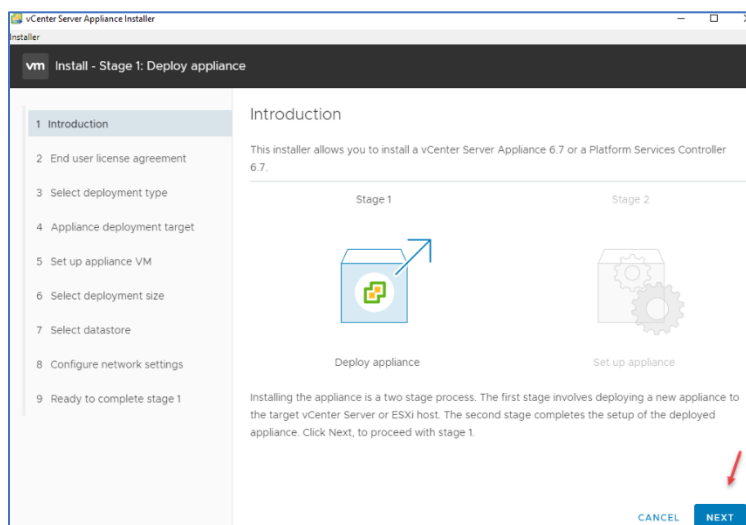 vCenter Server Appliance Installer
Installer
vm Install - Stage 1: Deploy appliance
1 Introduction
2 End user license agreement
3 Select deployment type
4 Appliance deployment target
5 Set up appliance VM
6 Select deployment size
7 Select datastore
8 Configure network settings
9 Ready to complete stage 1
Introduction
This installer allows you to install a vCenter Server Appliance 6.7 or a Platform Services Controller
6.7.
Stage 1
Stage 2
Deploy appliance
Set up appliance
Installing the appliance is a two stage process. The first stage involves deploying a new appliance to
the target vCenter Server or ESXi host. The second stage completes the setup of the deployed
appliance. Click Next, to proceed with stage 1.
CANCEL NEXT